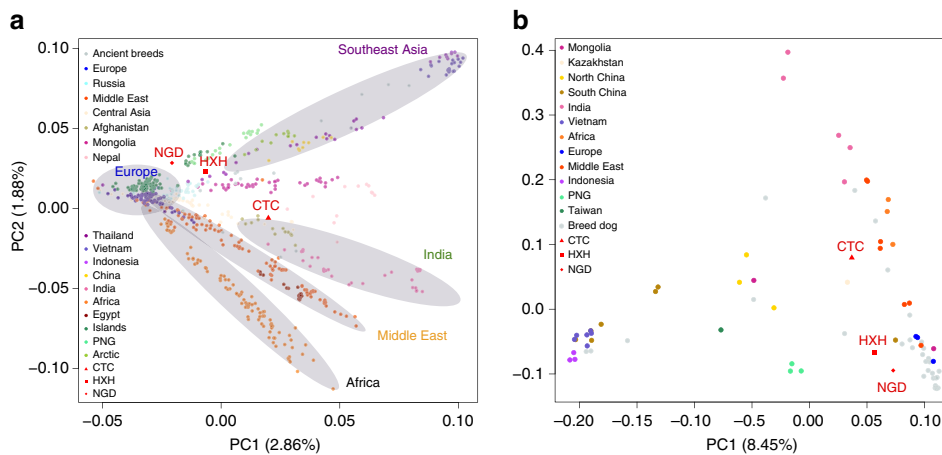 a
PC2 (1.88%)
0.10
0.05
0.00
−0.05
−0.10
Ancient breeds
Europe
Russia
Middle East
Central Asia
Afghanistan
Mongolia
Nepal
Thailand
Vietnam
Indonesia
China
India
Africa
Egypt
Islands
PNG
Arctic
CTC
HXH
NGD
Southeast Asia
NGD
HXH
Europe
CTC
India
Middle East
Africa
−0.05
0.00
0.05
0.10
PC1 (2.86%)
b
0.4
0.3
0.2
0.1
0.0
−0.1
Mongolia
Kazakhstan
North China
South China
India
Vietnam
Africa
Europe
Middle East
Indonesia
PNG
Taiwan
Breed dog
CTC
HXH
NGD
CTC
HXH
NGD
−0.20
−0.15
−0.10
−0.05
0.00
0.05
0.10
PC1 (8.45%)